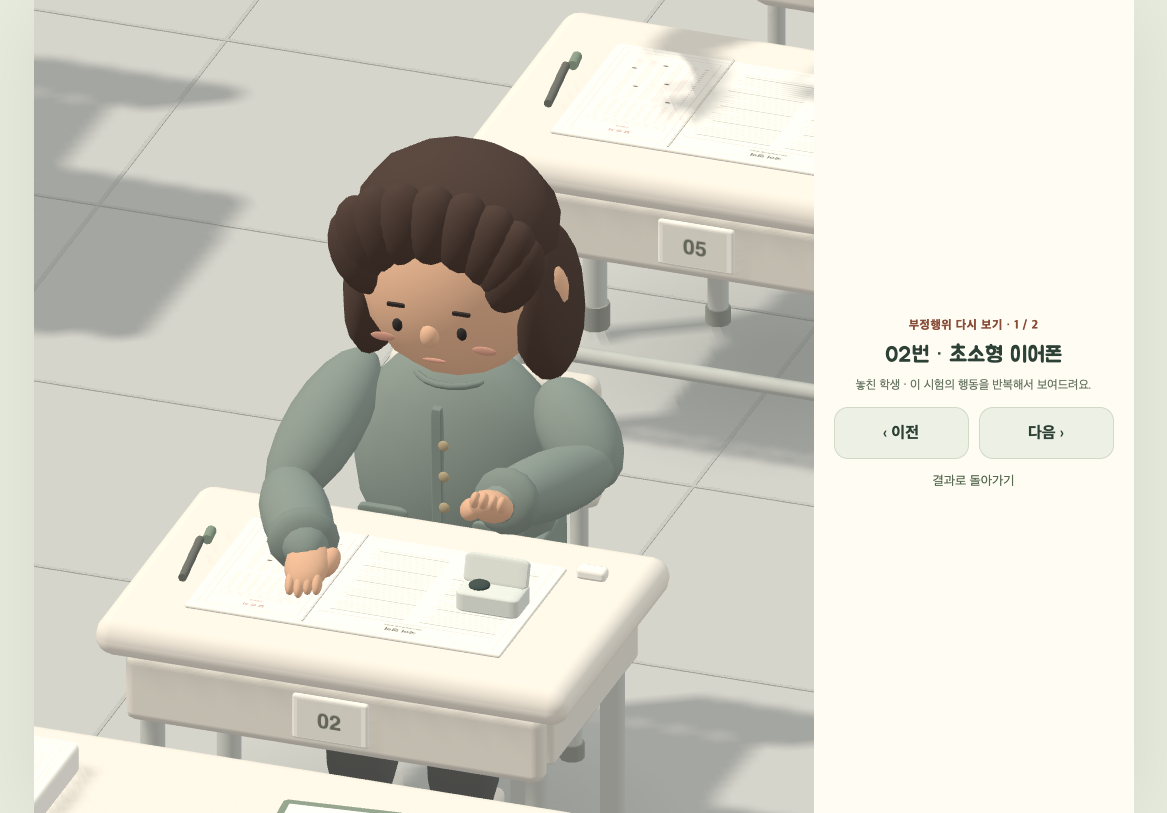 05
02
부정행위 다시 보기 · 1 / 2
02번 · 초소형 이어폰
놓친 학생 · 이 시험의 행동을 반복해서 보여드려요.
‹ 이전
다음 ›
결과로 돌아가기